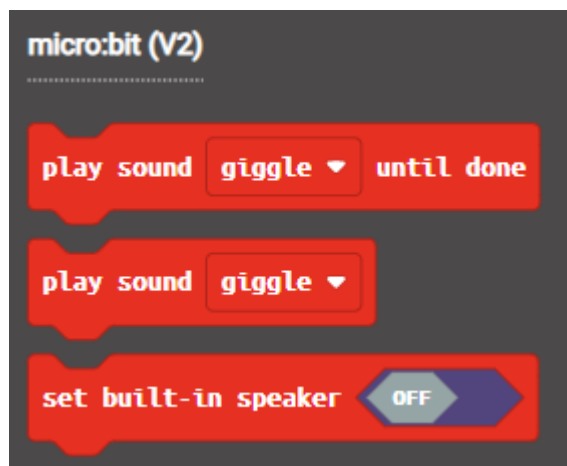 micro:bit (V2)
play sound giggle until done
play sound giggle
set built-in speaker OFF